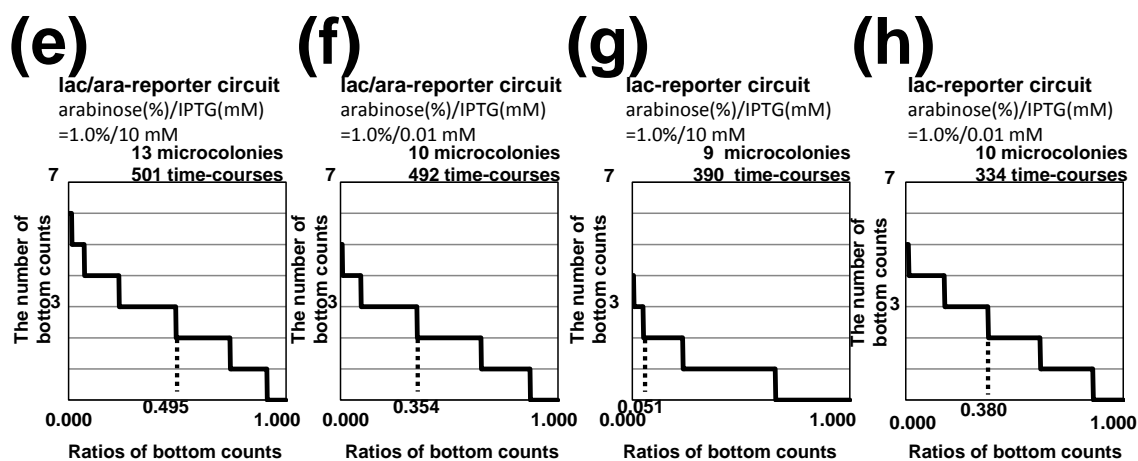 (e)
lac/ara-reporter circuit
arabinose(%)/IPTG(mM)
=1.0%/10 mM
13 microcolonies
501 time-courses
7
3
The number of
bottom counts
0.495
0.000
1.000
Ratios of bottom counts
(f)
lac/ara-reporter circuit
arabinose(%)/IPTG(mM)
=1.0%/0.01 mM
10 microcolonies
492 time-courses
7
3
The number of
bottom counts
0.354
0.000
1.000
Ratios of bottom counts
(g)
lac-reporter circuit
arabinose(%)/IPTG(mM)
=1.0%/10 mM
9 microcolonies
390 time-courses
7
3
The number of
bottom counts
0.051
0.000
1.000
Ratios of bottom counts
(h)
lac-reporter circuit
arabinose(%)/IPTG(mM)
=1.0%/0.01 mM
10 microcolonies
334 time-courses
7
3
The number of
bottom counts
0.380
0.000
1.000
Ratios of bottom counts